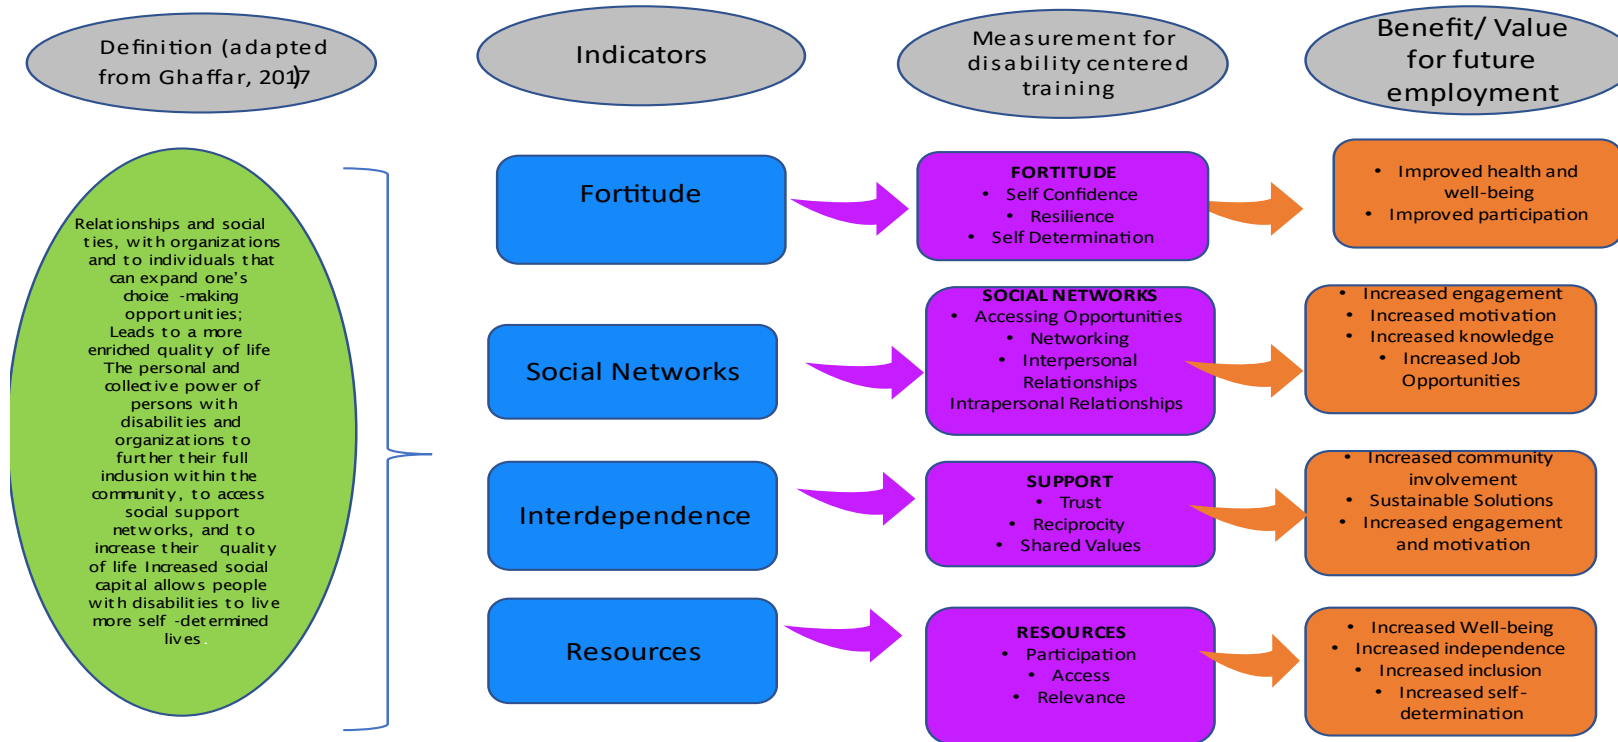 Definition (adapted
from Ghaffar, 2017)
Indicators
Measurement for
disability centered
training
Benefit/ Value
for future
employment
Relationships and social
ties, with organizations
and to individuals that
can expand one's
choice -making
opportunities;
Leads to a more
enriched quality of life
The personal and
collective power of
persons with
disabilities and
organizations to
further their full
inclusion within the
community, to access
social support
networks, and to
increase their quality
of life Increased social
capital allows people
with disabilities to live
more self -determined
lives.
Fortitude
FORTITUDE
• Self Confidence
• Resilience
• Self Determination
• Improved health and
well-being
• Improved participation
Social Networks
SOCIAL NETWORKS
• Accessing Opportunities
• Networking
• Interpersonal
Relationships
Intrapersonal Relationships
• Increased engagement
• Increased motivation
• Increased knowledge
• Increased Job
Opportunities
Interdependence
SUPPORT
• Trust
• Reciprocity
• Shared Values
• Increased community
involvement
• Sustainable Solutions
• Increased engagement
and motivation
Resources
RESOURCES
• Participation
• Access
• Relevance
• Increased Well-being
• Increased independence
• Increased inclusion
• Increased self-
determination